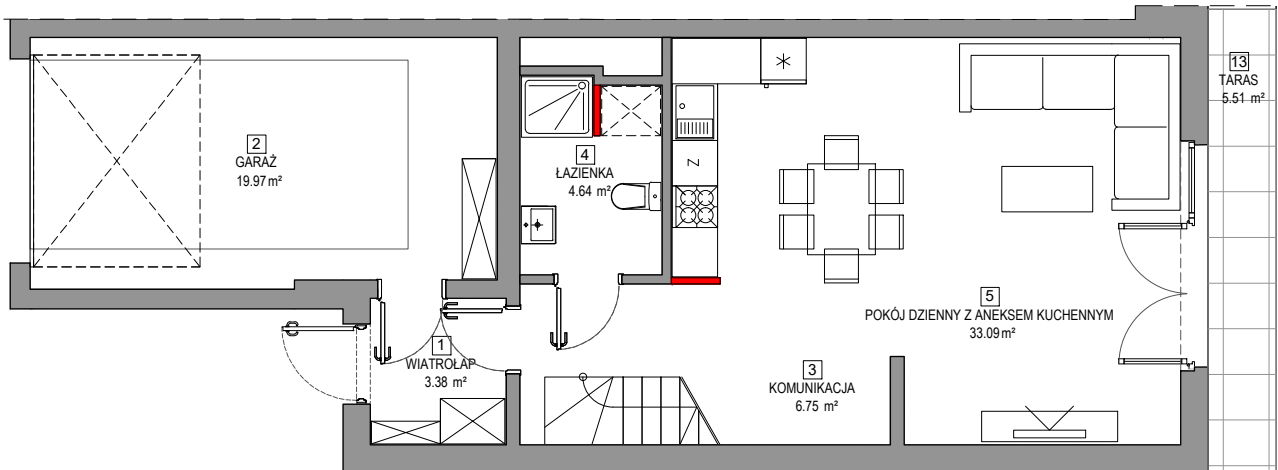 2
GARAŻ
19.97 m²
4
ŁAZIENKA
4.64 m²
Z
13
TARAS
5.51 m²
5
POKÓJ DZIENNY Z ANEKSEM KUCHENNYM
33.09 m²
1
WIATROŁAP
3.38 m²
3
KOMUNIKACJA
6.75 m²